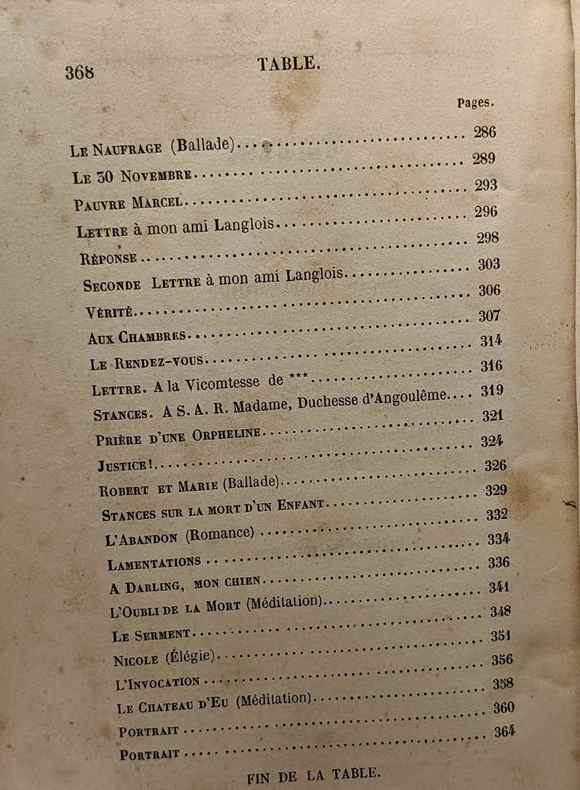 368 TABLE.
Pages.
LE NAUFRAGE (Ballade) 286
LE 30 NOVEMBRE 289
PAUVRE MARCEL 293
LETTRE à mon ami Langlois 296
RÉPONSE 298
SECONDE LETTRE à mon ami Langlois 303
VÉRITÉ 306
AUX CHAMBRES 307
LE RENDEZ-VOUS 314
LETTRE. A la Vicomtesse de *** 316
STANCES. A S. A. R. Madame, Duchesse d'Angoulême 319
PRIÈRE D'UNE ORPHELINE 321
JUSTICE! 324
ROBERT ET MARIE (Ballade) 326
STANCES SUR LA MORT D'UN ENFANT 329
L'ABANDON (Romance) 332
LAMENTATIONS 334
A DARLING, MON CHIEN 336
L'OUBLI DE LA MORT (Méditation) 341
LE SERMENT 348
NICOLE (Élégie) 351
L'INVOCATION 356
LE CHATEAU D'EU (Méditation) 358
PORTRAIT 360
PORTRAIT 364
FIN DE LA TABLE.